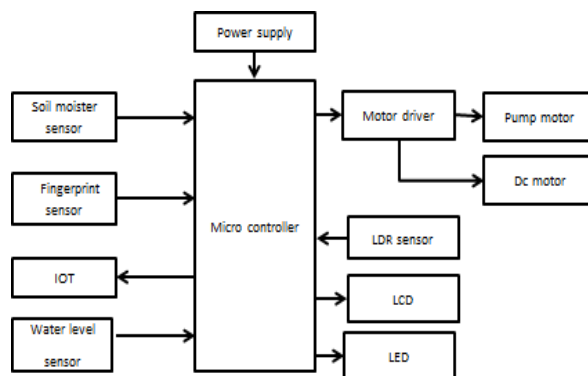 Power supply
Soil moister
sensor
Motor driver
Pump motor
Dc motor
Fingerprint
sensor
Micro controller
LDR sensor
IOT
LCD
Water level
sensor
LED